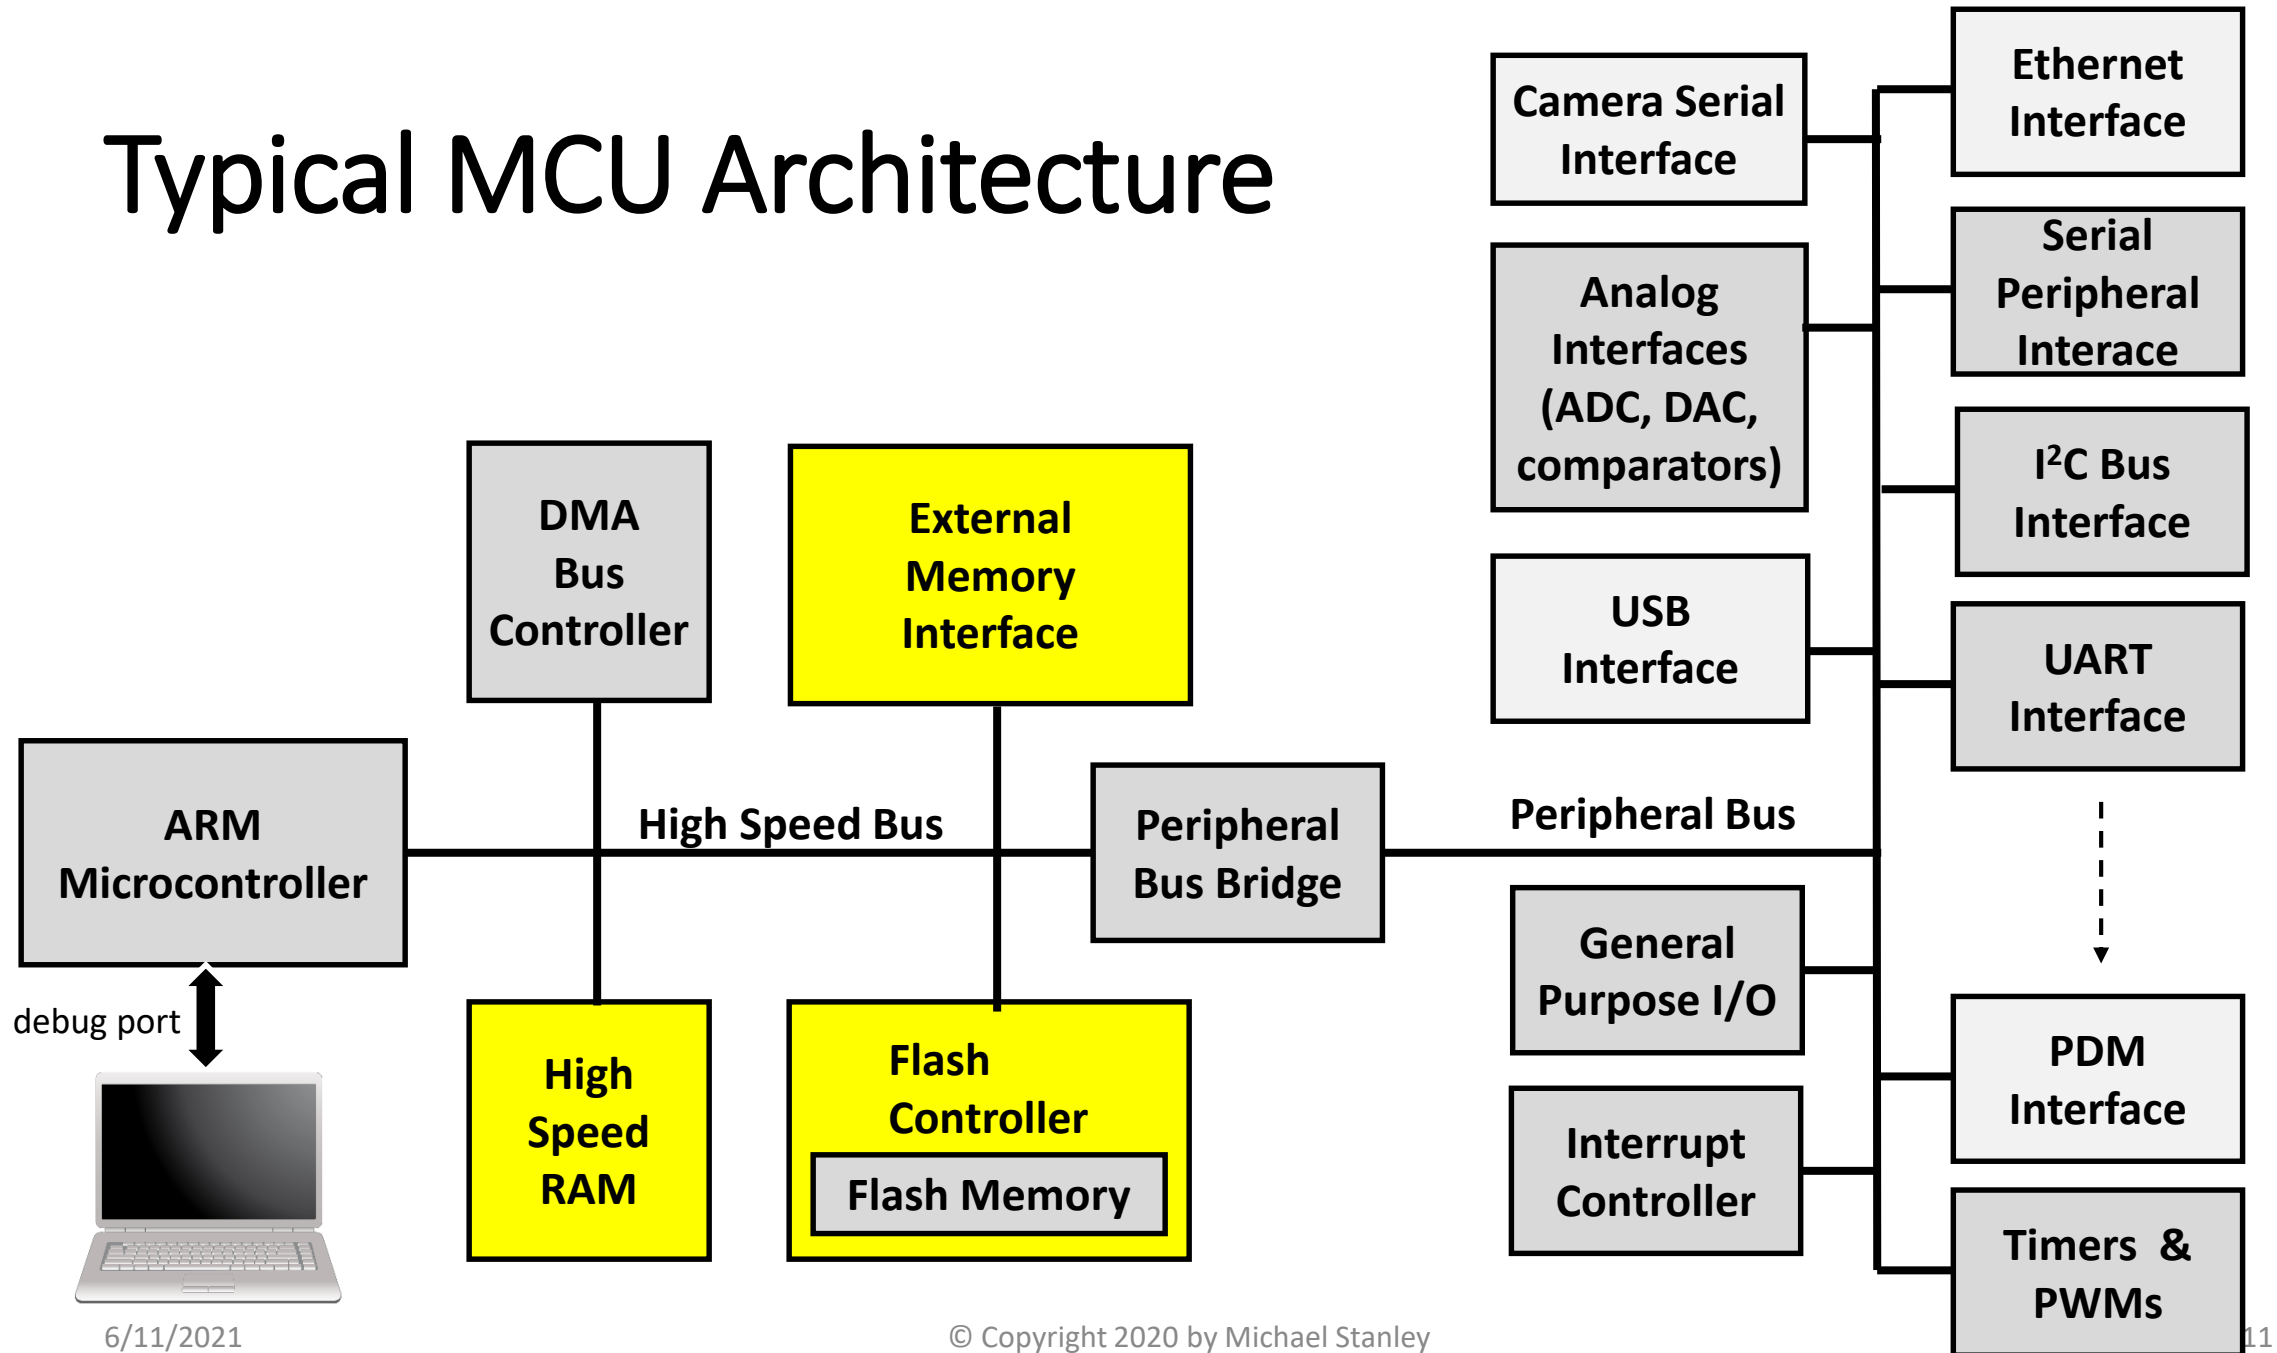 Typical MCU Architecture
Camera Serial
Interface
Ethernet
Interface
Analog
Interfaces
(ADC, DAC,
comparators)
Serial
Peripheral
Interace
I²C Bus
Interface
USB
Interface
UART
Interface
DMA
Bus
Controller
External
Memory
Interface
ARM
Microcontroller
High Speed Bus
Peripheral
Bus Bridge
Peripheral Bus
General
Purpose I/O
debug port
High
Speed
RAM
Flash
Controller
Flash Memory
Interrupt
Controller
PDM
Interface
Timers & 
PWMs
6/11/2021
© Copyright 2020 by Michael Stanley
11